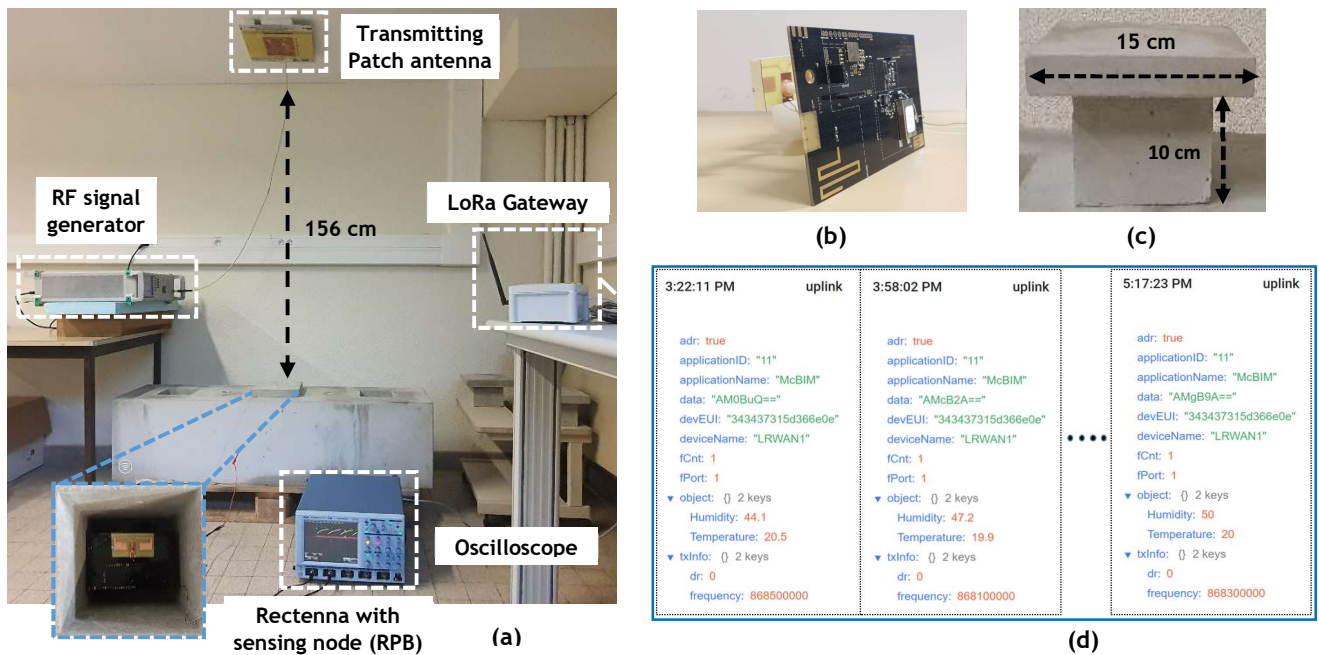 Transmitting
Patch antenna
RF signal
generator
LoRa Gateway
156 cm
Oscilloscope
Rectenna with
sensing node (RPB)
(a)
(b)
15 cm
10 cm
(c)
3:22:11 PM uplink
adr: true
applicationID: "11"
applicationName: "McBIM"
data: "AM0BuQ=="
devEUI: "343437315d366e0e"
deviceName: "LRWAN1"
fCnt: 1
fPort: 1
▼ object: {} 2 keys
Humidity: 44.1
Temperature: 20.5
▼ txInfo: {} 2 keys
dr: 0
frequency: 868500000
3:58:02 PM uplink
adr: true
applicationID: "11"
applicationName: "McBIM"
data: "AMcB2A=="
devEUI: "343437315d366e0e"
deviceName: "LRWAN1"
fCnt: 1
fPort: 1
▼ object: {} 2 keys
Humidity: 47.2
Temperature: 19.9
▼ txInfo: {} 2 keys
dr: 0
frequency: 868100000
5:17:23 PM uplink
adr: true
applicationID: "11"
applicationName: "McBIM"
data: "AMgB9A=="
devEUI: "343437315d366e0e"
deviceName: "LRWAN1"
fCnt: 1
fPort: 1
▼ object: {} 2 keys
Humidity: 50
Temperature: 20
▼ txInfo: {} 2 keys
dr: 0
frequency: 868300000
(d)